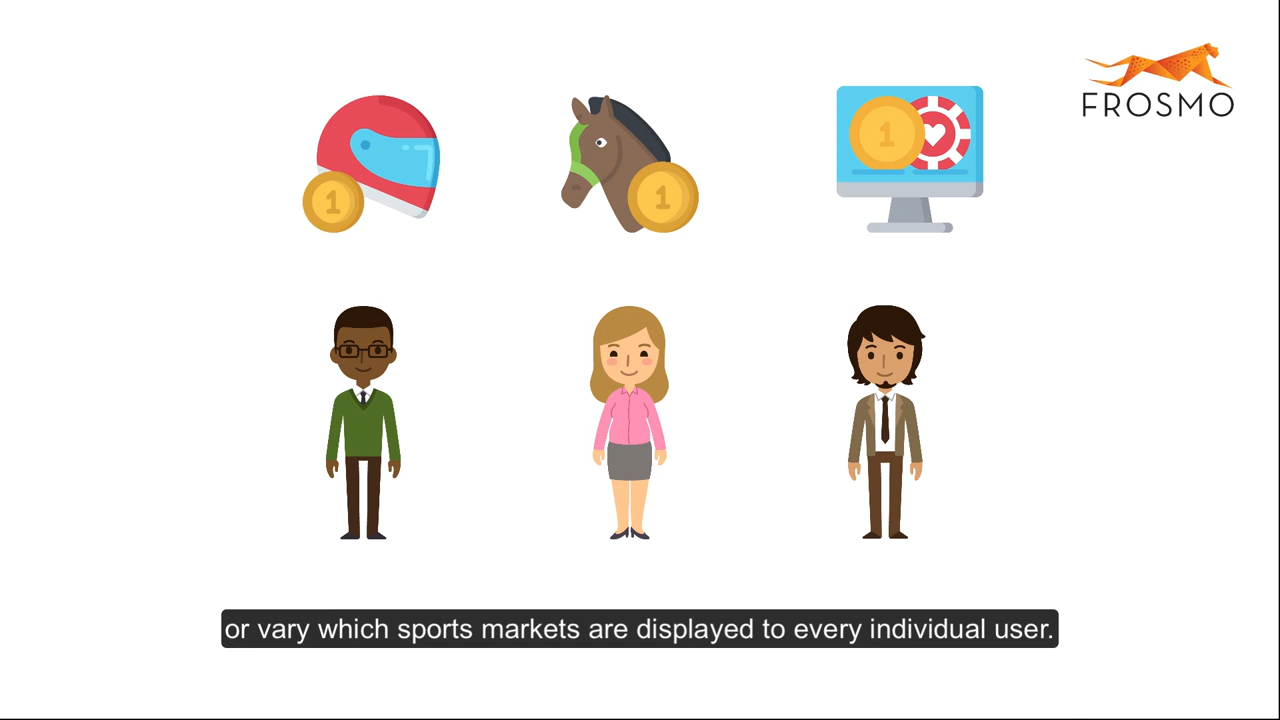 FROSMO
1
1
1
or vary which sports markets are displayed to every individual user.